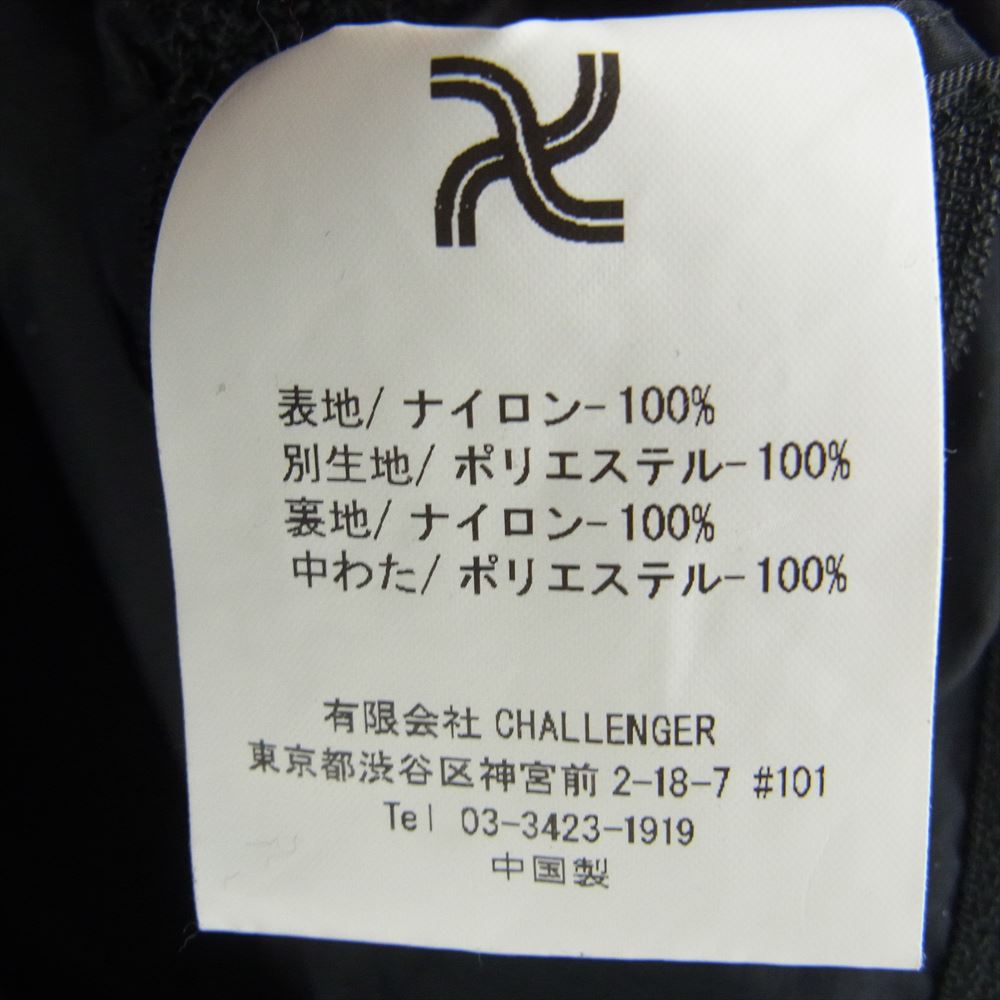 表地/ ナイロン-100%
別生地/ ポリエステル-100%
裏地/ ナイロン-100%
中わた/ ポリエステル-100%
有限会社 CHALLENGER
東京都渋谷区神宮前 2-18-7 #101
Tel 03-3423-1919
中国製